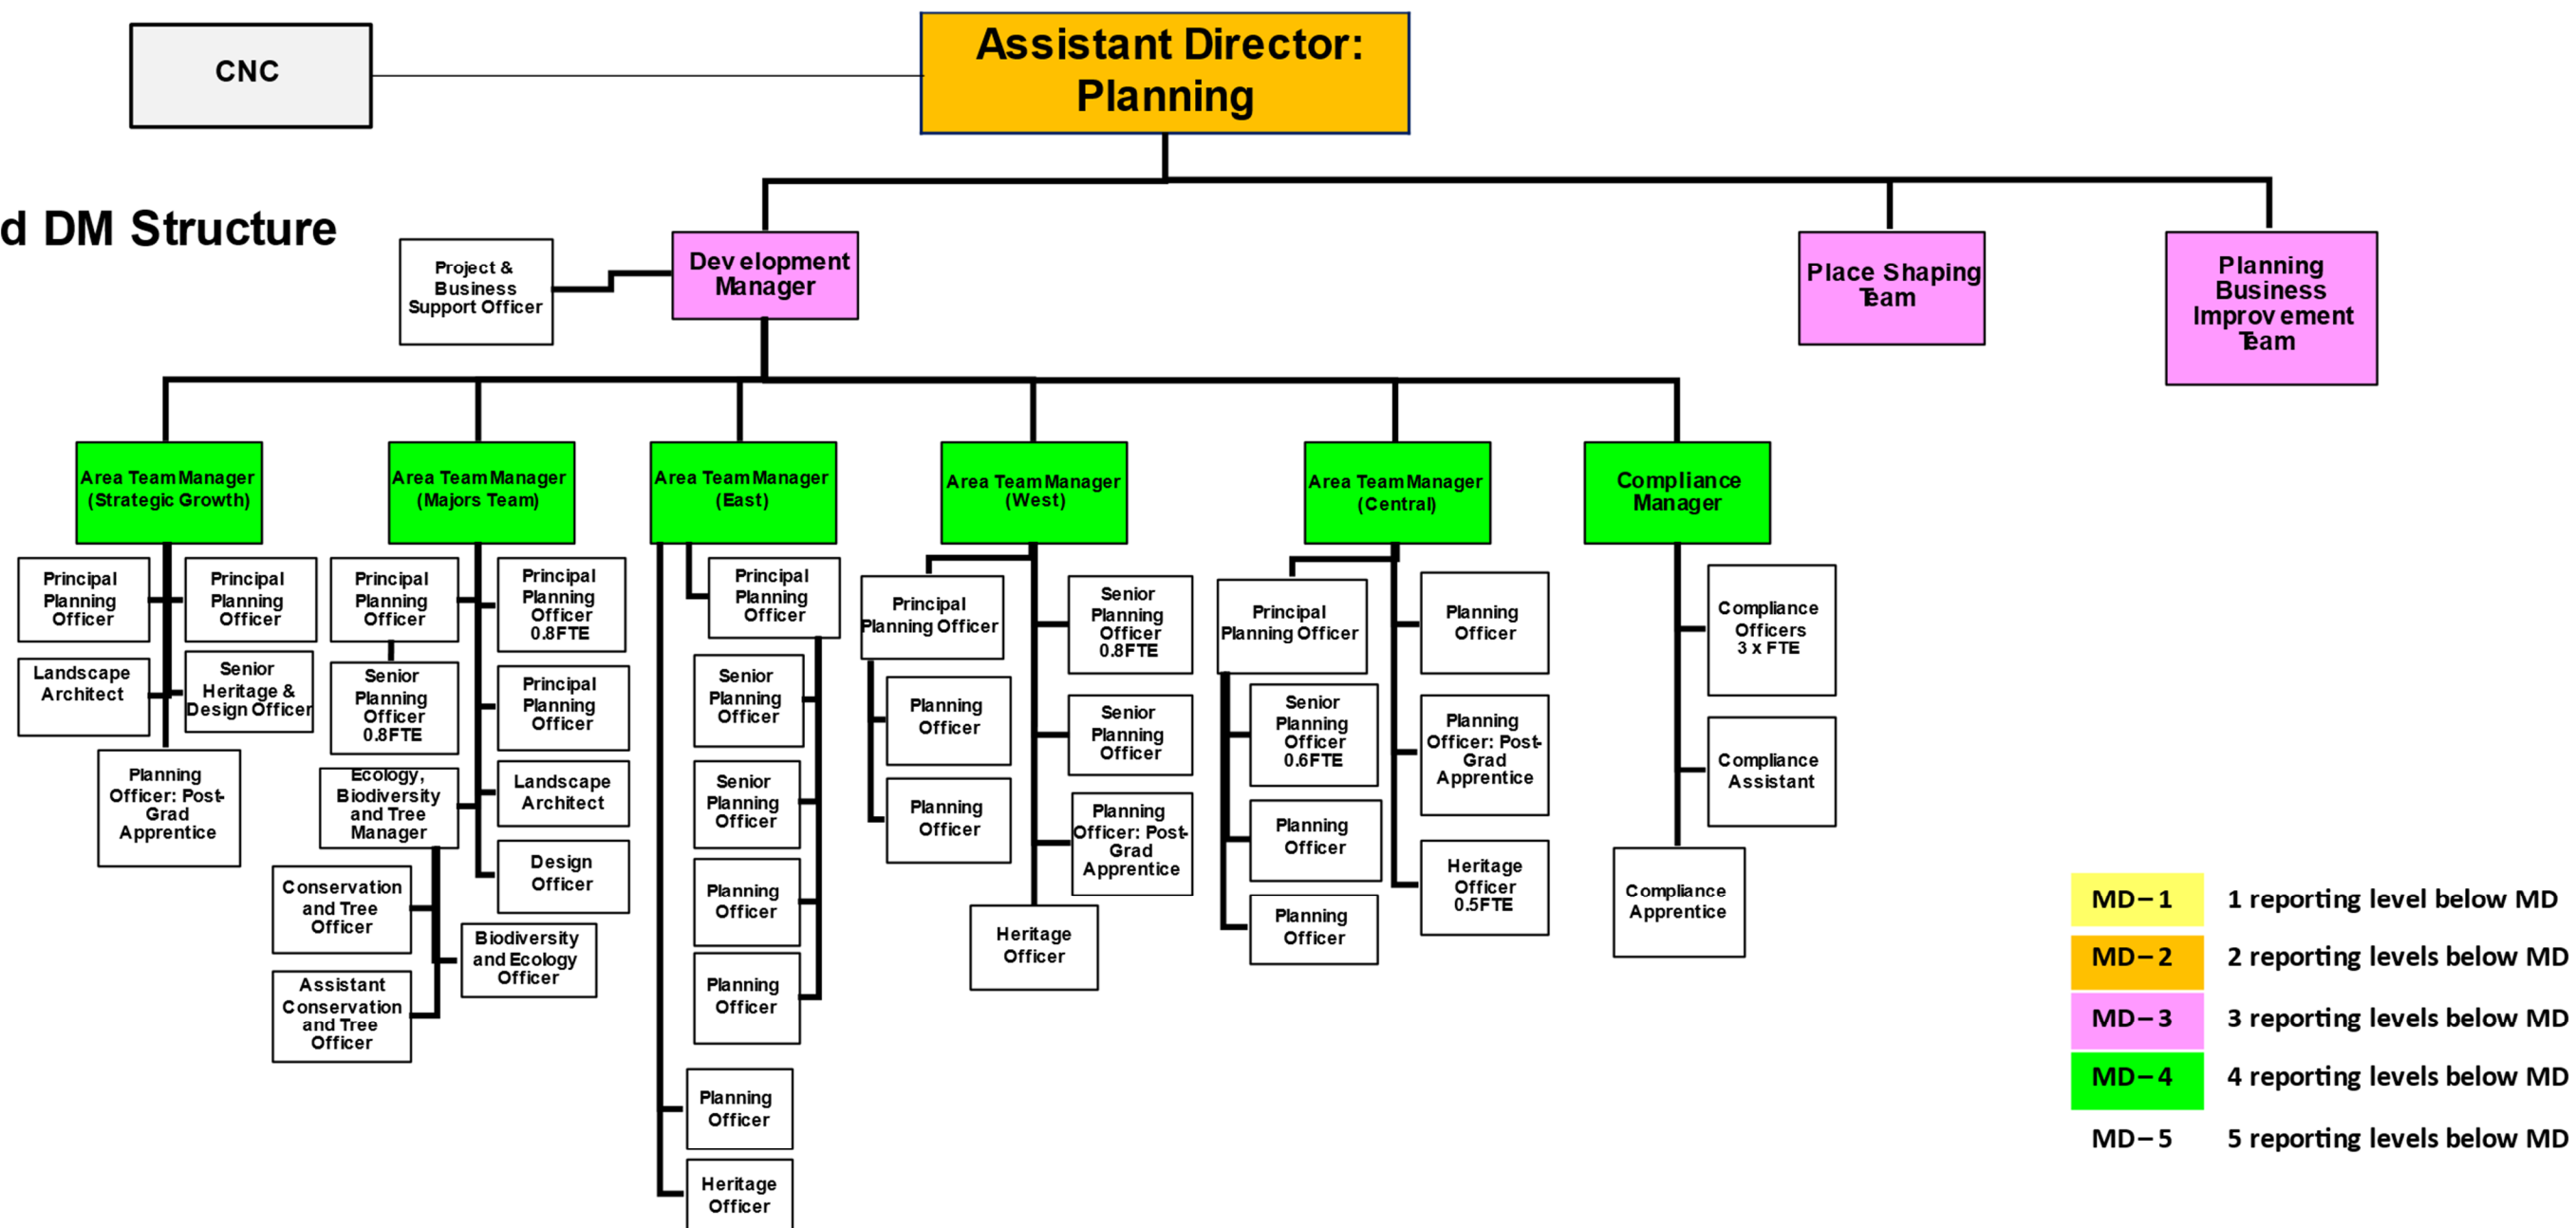 CNC
Assistant Director:
Planning
d DM Structure
Project &
Business
Support Officer
Development
Manager
Place Shaping
Team
Planning
Business
Improvement
Team
Area Team Manager
(Strategic Growth)
Area Team Manager
(Majors Team)
Area Team Manager
(East)
Area Team Manager
(West)
Area Team Manager
(Central)
Compliance
Manager
Principal
Planning
Officer
Principal
Planning
Officer
Landscape
Architect
Senior
Heritage &
Design Officer
Planning
Officer: Post-
Grad
Apprentice
Principal
Planning
Officer
Principal
Planning
Officer
0.8FTE
Senior
Planning
Officer
0.8FTE
Principal
Planning
Officer
Ecology,
Biodiversity
and Tree
Manager
Landscape
Architect
Design
Officer
Conservation
and Tree
Officer
Biodiversity
and Ecology
Officer
Assistant
Conservation
and Tree
Officer
Principal
Planning
Officer
Senior
Planning
Officer
Senior
Planning
Officer
Planning
Officer
Planning
Officer
Planning
Officer
Heritage
Officer
Principal
Planning Officer
Planning
Officer
Planning
Officer
Senior
Planning
Officer
0.8FTE
Senior
Planning
Officer
Planning
Officer: Post-
Grad
Apprentice
Heritage
Officer
Principal
Planning Officer
Senior
Planning
Officer
0.6FTE
Planning
Officer
Planning
Officer
Planning
Officer
Planning
Officer: Post-
Grad
Apprentice
Heritage
Officer
0.5FTE
Compliance
Officers
3 x FTE
Compliance
Assistant
Compliance
Apprentice
MD – 1 1 reporting level below MD
MD – 2 2 reporting levels below MD
MD – 3 3 reporting levels below MD
MD – 4 4 reporting levels below MD
MD – 5 5 reporting levels below MD